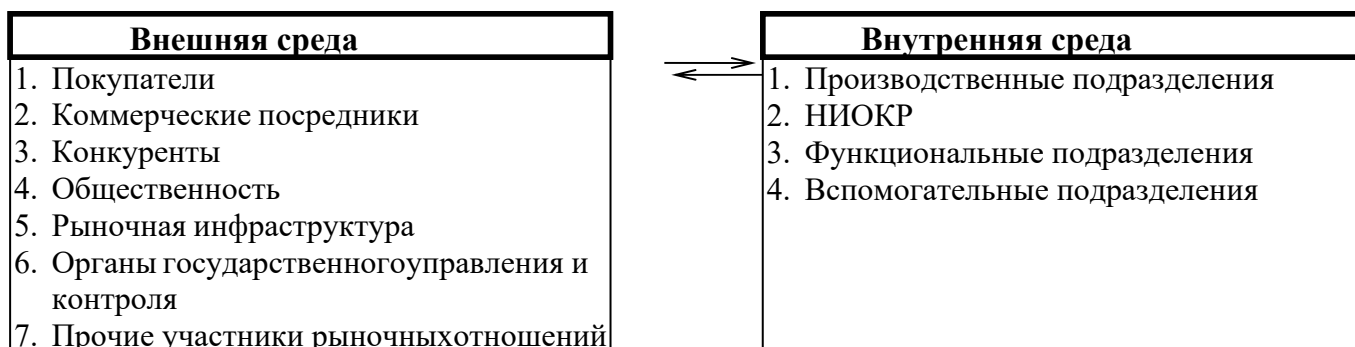 Внешняя среда
1. Покупатели
2. Коммерческие посредники
3. Конкуренты
4. Общественность
5. Рыночная инфраструктура
6. Органы государственногоуправления и
контроля
7. Прочие участники рыночныхотношений
Внутренняя среда
1. Производственные подразделения
2. НИОКР
3. Функциональные подразделения
4. Вспомогательные подразделения